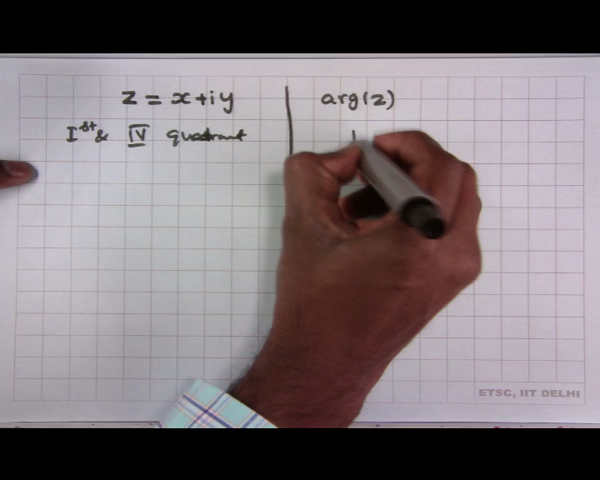 z = x+iy arg(z)
Ist & IV quadrant
ETSC, IIT DELHI